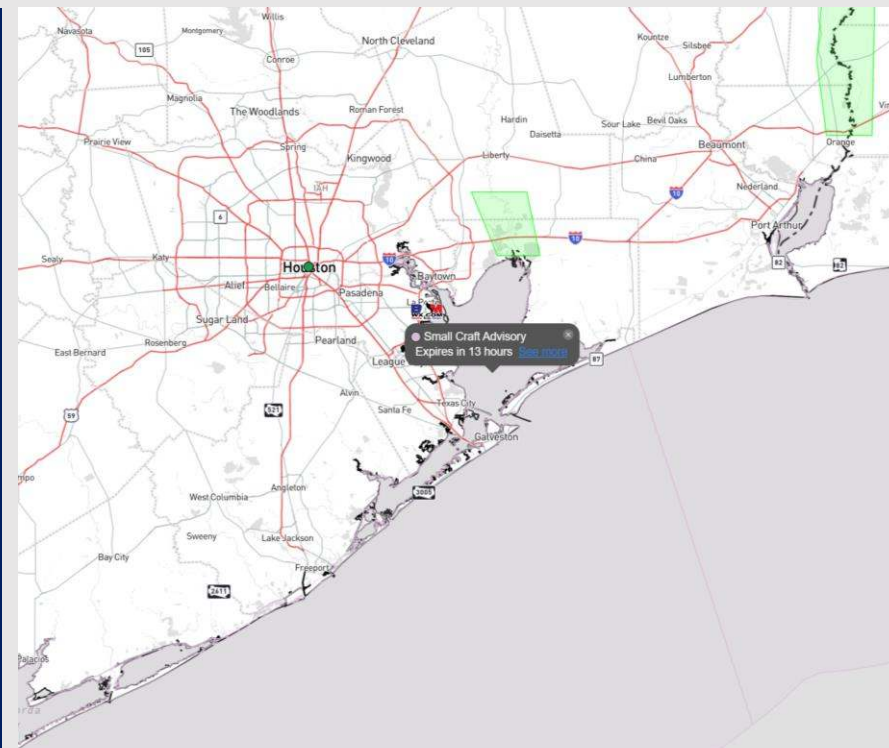 Willis
Navasota
Montgomery
North Cleveland
Kountze
Silsbee
105
Conroe
Lumberton
Magnolia
The Woodlands
Roman Forest
Hardin
Sour Lake
Bevil Oaks
Daisetta
Prairie View
Spring
Kingwood
Liberty
China
Beaumont
Orange
IAH
10
Nederland
6
Port Arthur
10
10
Sealy
Katy
Houston
82
Baytown
Alief
Bellaire
Pasadena
Sugar Land
WX.COM
Rosenberg
Pearland
Small Craft Advisory
Expires in 13 hours See more
East Bernard
League
87
Alvin
Texas City
521
Santa Fe
59
Galveston
3005
West Columbia
Angleton
Sweeny
Lake Jackson
Bay City
Freeport
2611
Palacios